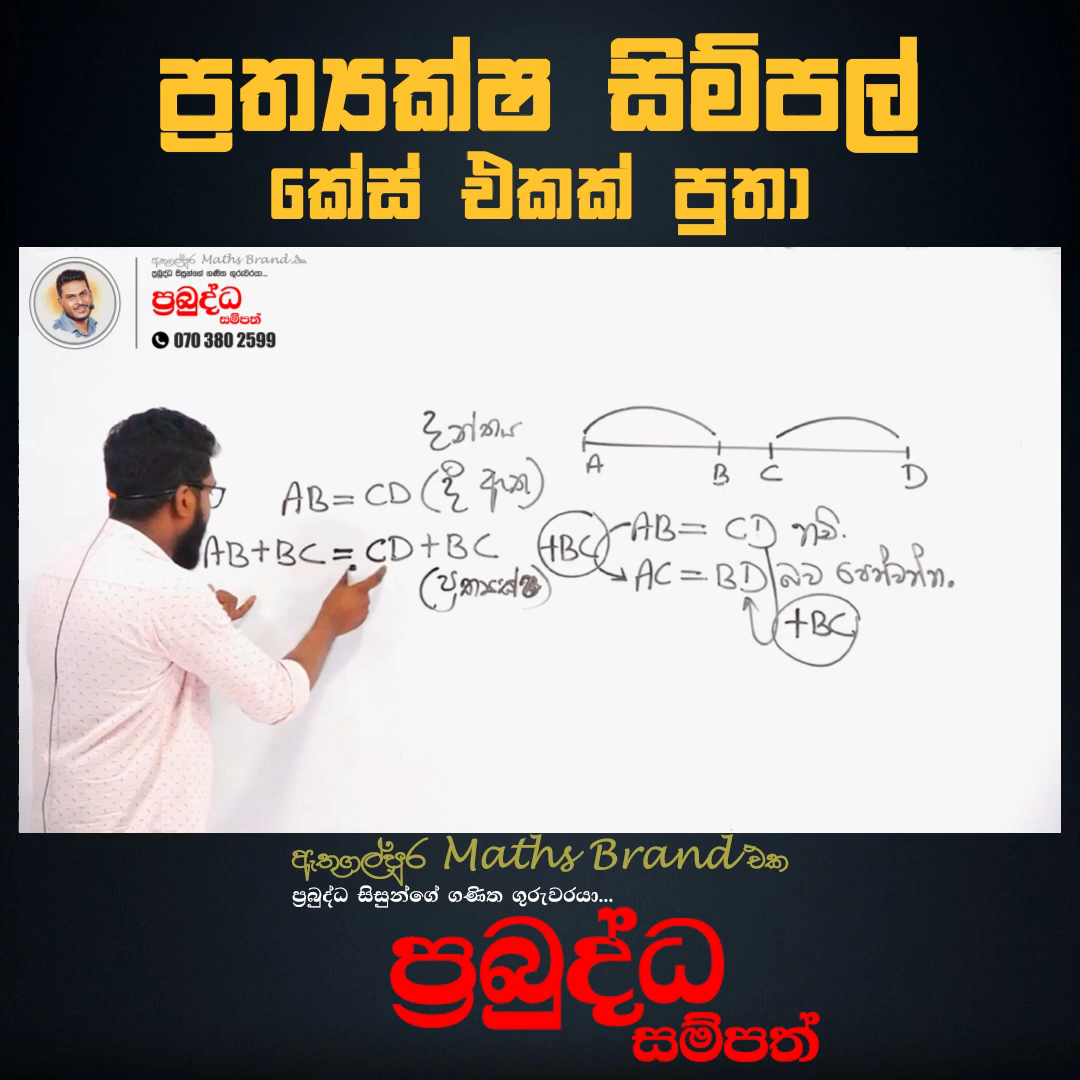 ප්‍රත්‍යක්ෂ සිම්පල්
කේස් එකක් පුතා
ඇතුගල්පුර Maths Brand එක
ප්‍රබුද්ධ සිසුන්ගේ ගණිත ගුරුවරයා...
ප්‍රබුද්ධ
සම්පත්
070 380 2599
දත්තය
AB = CD (දී ඇත)
AB + BC = CD + BC
(ප්‍රත්‍යක්ෂ)
A B C D
+BC
AB = CD නම්.
AC = BD බව පෙන්වන්න.
+BC
ඇතුගල්පුර Maths Brand එක
ප්‍රබුද්ධ සිසුන්ගේ ගණිත ගුරුවරයා...
ප්‍රබුද්ධ
සම්පත්